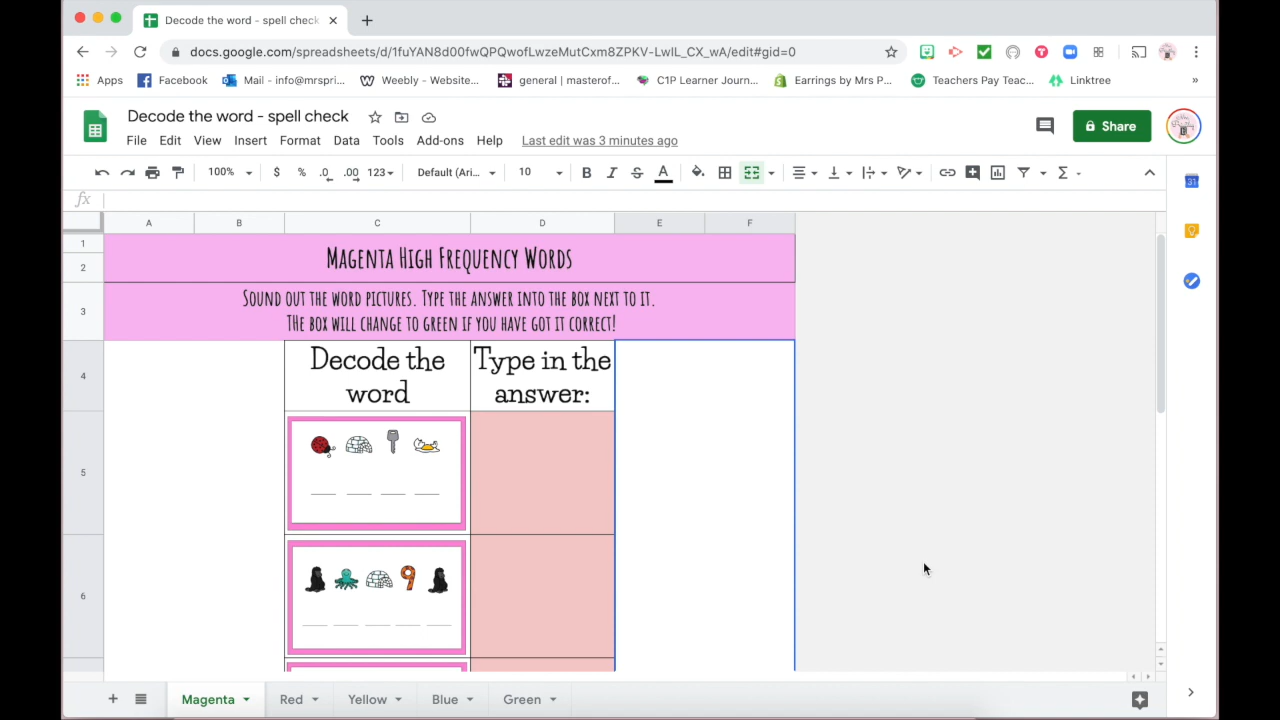 Decode the word - spell check
docs.google.com/spreadsheets/d/1fuYAN8d00fwQPQwofLwzeMutCxm8ZPKV-LwIL_CX_wA/edit#gid=0
Apps Facebook Mail - info@mrspri... Weebly - Website... general | masterof... C1P Learner Journ... Earrings by Mrs P... Teachers Pay Teac... Linktree »
Decode the word - spell check
File Edit View Insert Format Data Tools Add-ons Help Last edit was 3 minutes ago
Share
100% $ % .0 .00 123 Default (Ari... 10 B I S A
fx
A B C D E F
1
MAGENTA HIGH FREQUENCY WORDS
2
SOUND OUT THE WORD PICTURES. TYPE THE ANSWER INTO THE BOX NEXT TO IT.
3
THE BOX WILL CHANGE TO GREEN IF YOU HAVE GOT IT CORRECT!
Decode the word
Type in the answer:
4
5
9
6
Magenta Red Yellow Blue Green